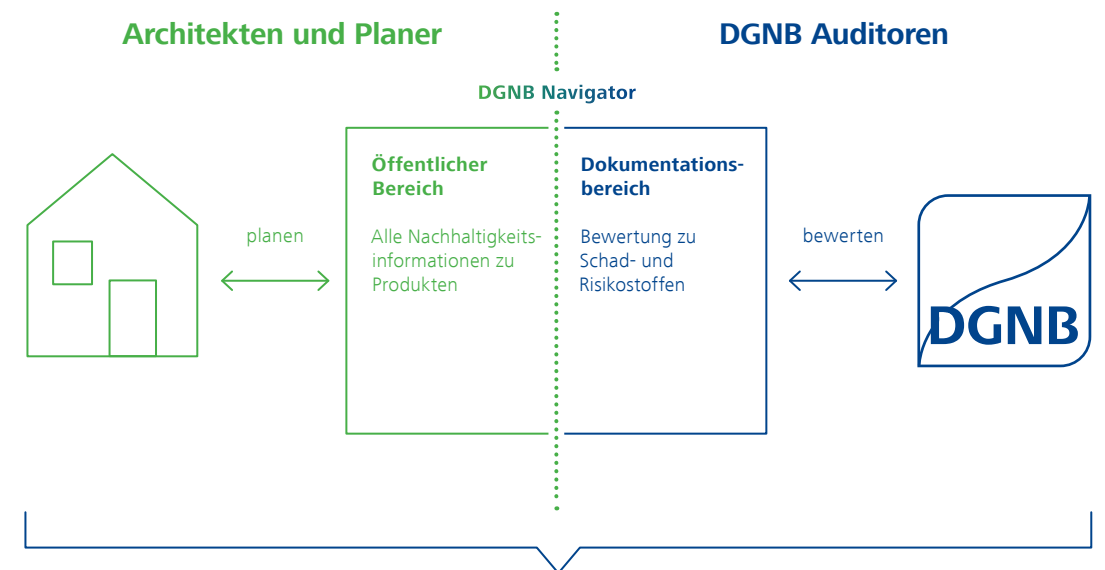 Architekten und Planer
DGNB Auditoren
DGNB Navigator
planen
Öffentlicher
Bereich
Alle Nachhaltigkeits-
informationen zu
Produkten
Dokumentations-
bereich
Bewertung zu
Schad- und
Risikostoffen
bewerten
DGNB